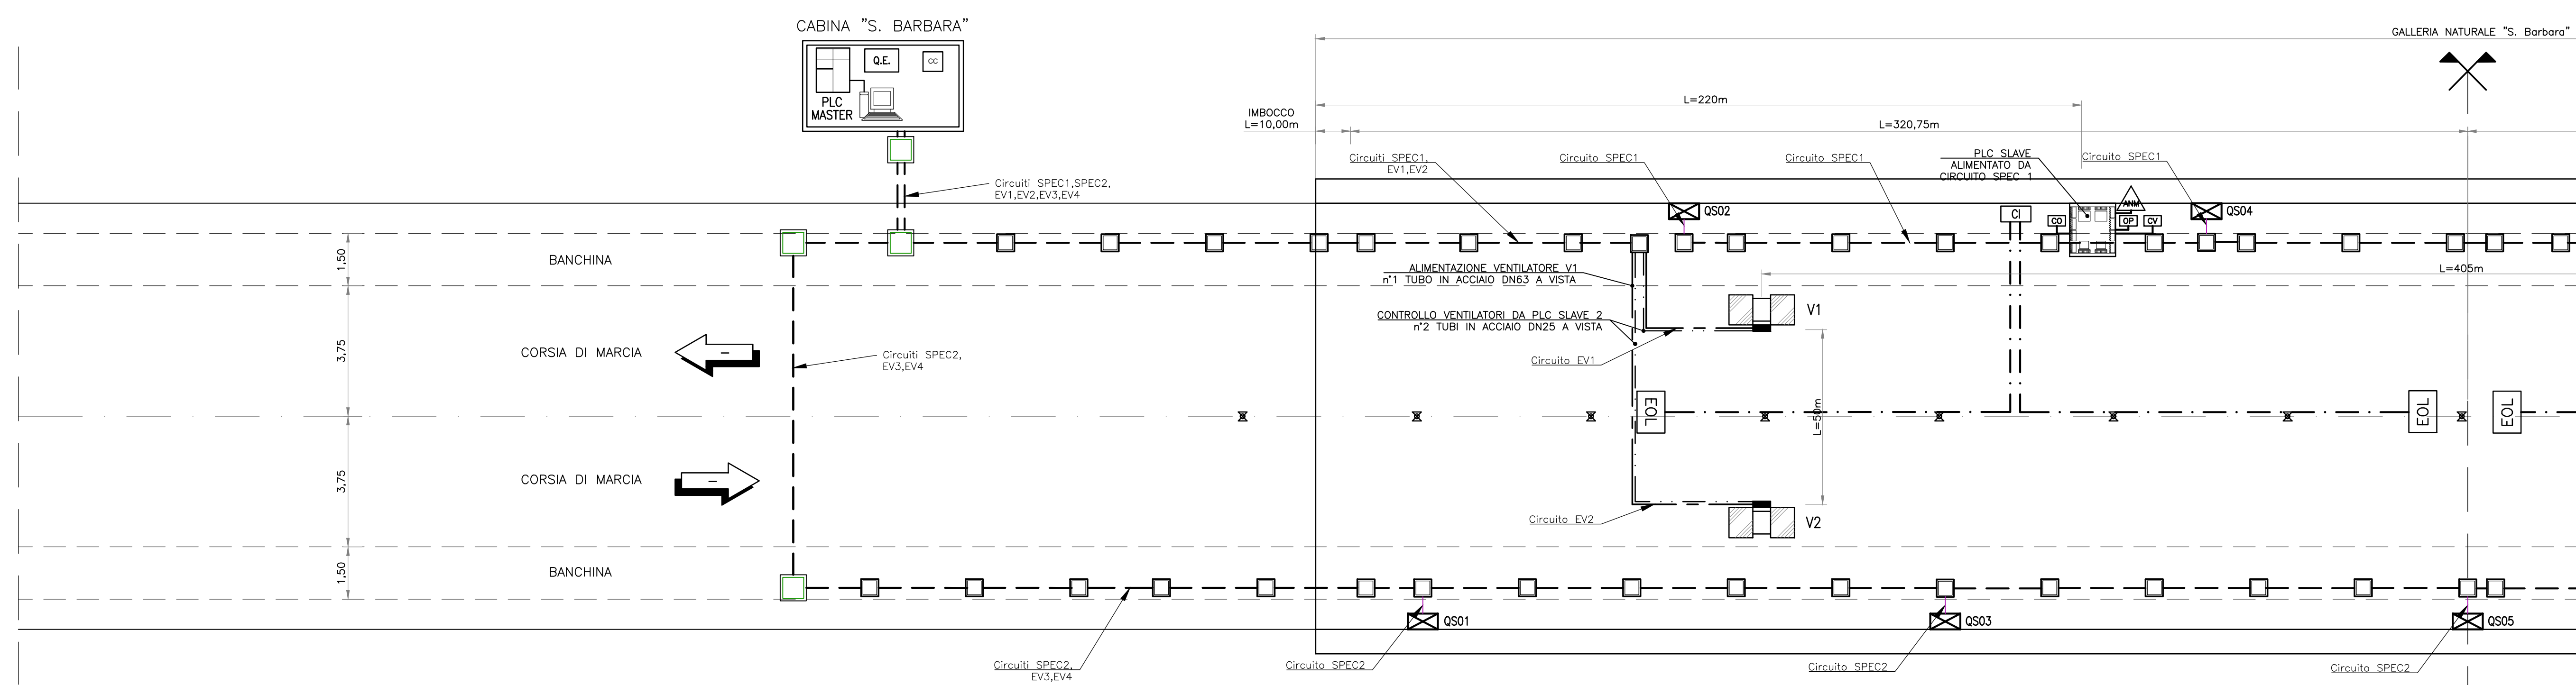 CABINA "S. BARBARA"
Q.E.
CC
PLC
MASTER
GALLERIA NATURALE "S. Barbara"
L=220m
IMBOCCO
L=10,00m
L=320,75m
Circuiti SPEC1,
EV1,EV2
Circuito SPEC1
Circuito SPEC1
PLC SLAVE
ALIMENTATO DA
CIRCUITO SPEC 1
Circuito SPEC1
Circuiti SPEC1,SPEC2,
EV1,EV2,EV3,EV4
QS02
CI
CO
ANM
OP
CV
QS04
1,50
BANCHINA
ALIMENTAZIONE VENTILATORE V1
n°1 TUBO IN ACCIAIO DN63 A VISTA
L=405m
V1
CONTROLLO VENTILATORI DA PLC SLAVE 2
n°2 TUBI IN ACCIAIO DN25 A VISTA
3,75
CORSIA DI MARCIA
Circuiti SPEC2,
EV3,EV4
Circuito EV1
EOL
L=50m
EOL
EOL
3,75
CORSIA DI MARCIA
Circuito EV2
V2
1,50
BANCHINA
QS01
QS03
QS05
Circuiti SPEC2,
EV3,EV4
Circuito SPEC2
Circuito SPEC2
Circuito SPEC2